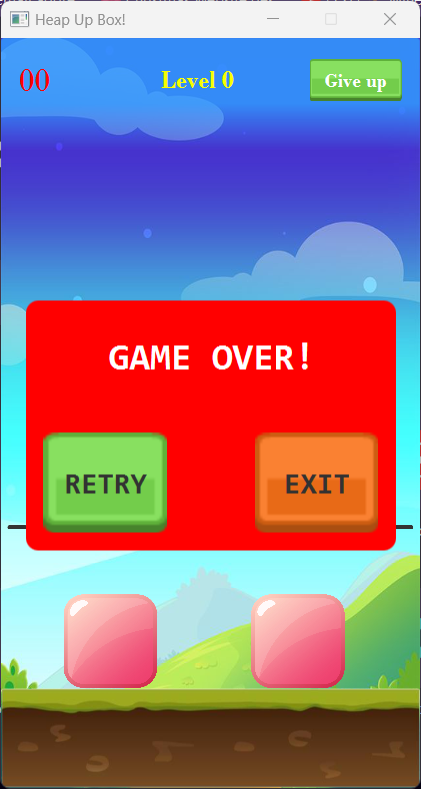 Heap Up Box!
00 Level 0 Give up
GAME OVER!
RETRY EXIT